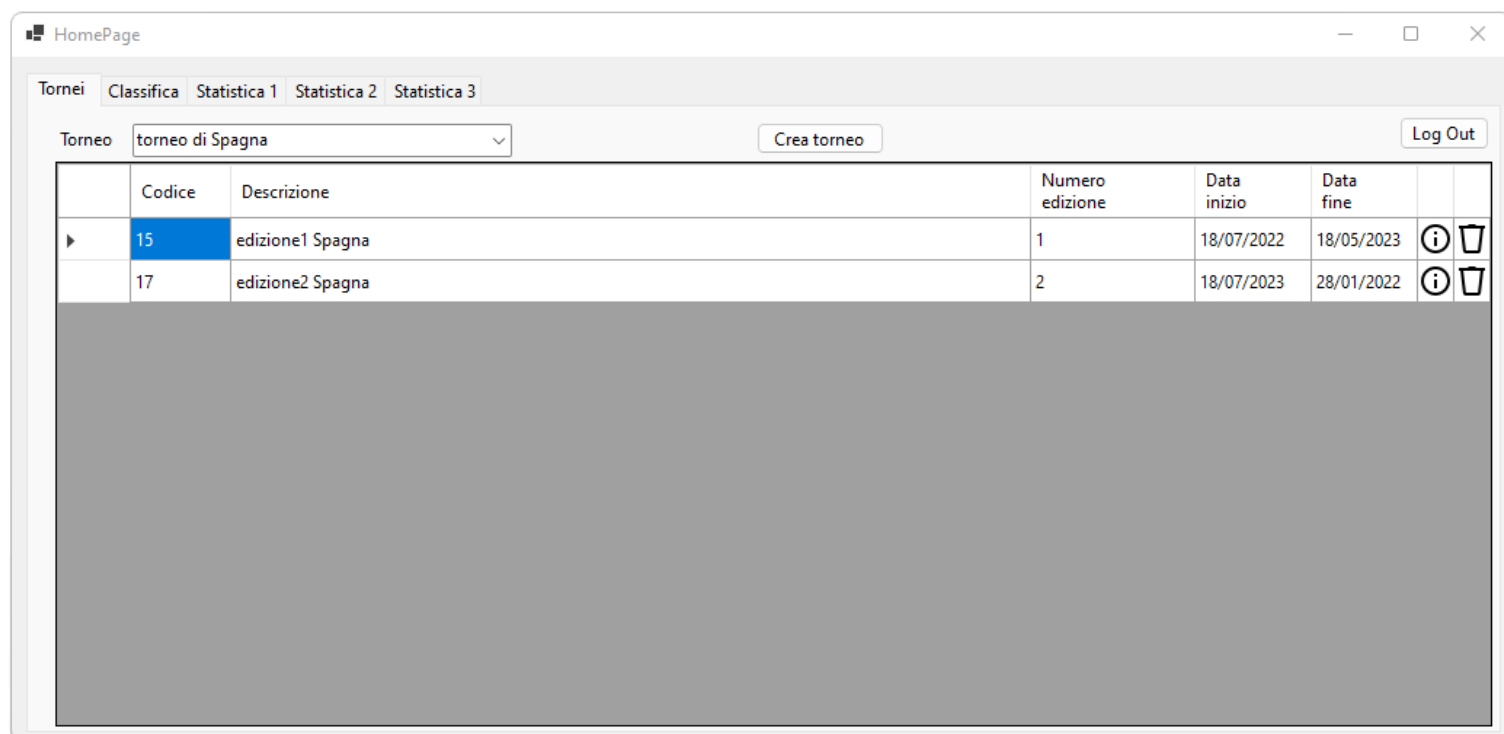 HomePage
Tornei Classifica Statistica 1 Statistica 2 Statistica 3
Torneo torneo di Spagna Crea torneo Log Out
Codice Descrizione Numero edizione Data inizio Data fine
15 edizione1 Spagna 1 18/07/2022 18/05/2023
17 edizione2 Spagna 2 18/07/2023 28/01/2022